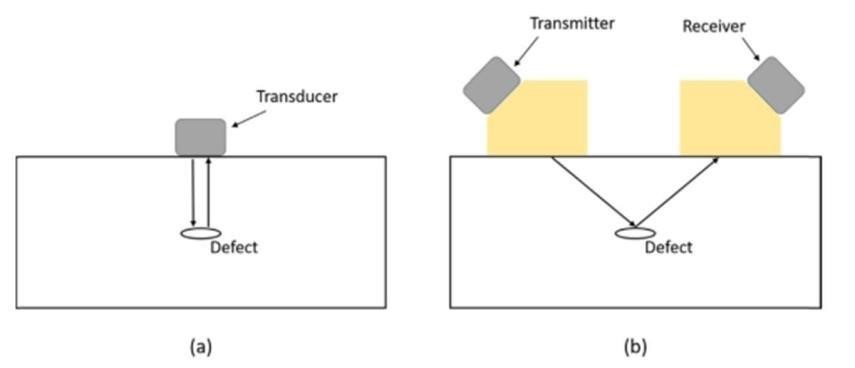 Transducer
Defect
(a)
Transmitter
Receiver
Defect
(b)